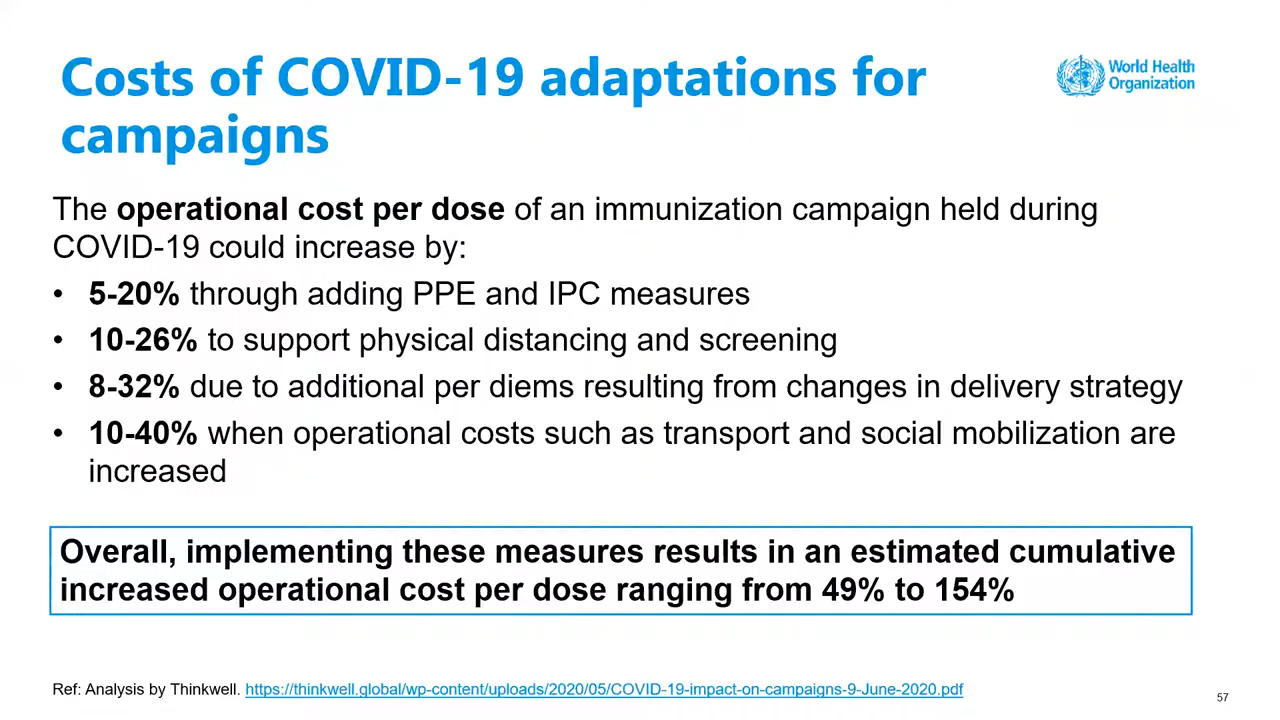 Costs of COVID-19 adaptations for
campaigns
World Health
Organization
The operational cost per dose of an immunization campaign held during
COVID-19 could increase by:
• 5-20% through adding PPE and IPC measures
• 10-26% to support physical distancing and screening
• 8-32% due to additional per diems resulting from changes in delivery strategy
• 10-40% when operational costs such as transport and social mobilization are
increased
Overall, implementing these measures results in an estimated cumulative
increased operational cost per dose ranging from 49% to 154%
Ref: Analysis by Thinkwell. https://thinkwell.global/wp-content/uploads/2020/05/COVID-19-impact-on-campaigns-9-June-2020.pdf
57